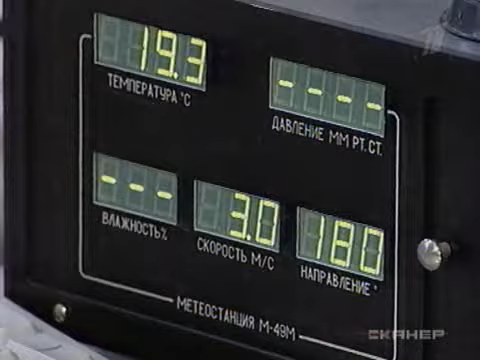 19.3
ТЕМПЕРАТУРА °C
----
ДАВЛЕНИЕ ММ РТ. СТ.
---
ВЛАЖНОСТЬ%
3.0
СКОРОСТЬ М/С
180
НАПРАВЛЕНИЕ °
МЕТЕОСТАНЦИЯ М-49М
СКАНЕР